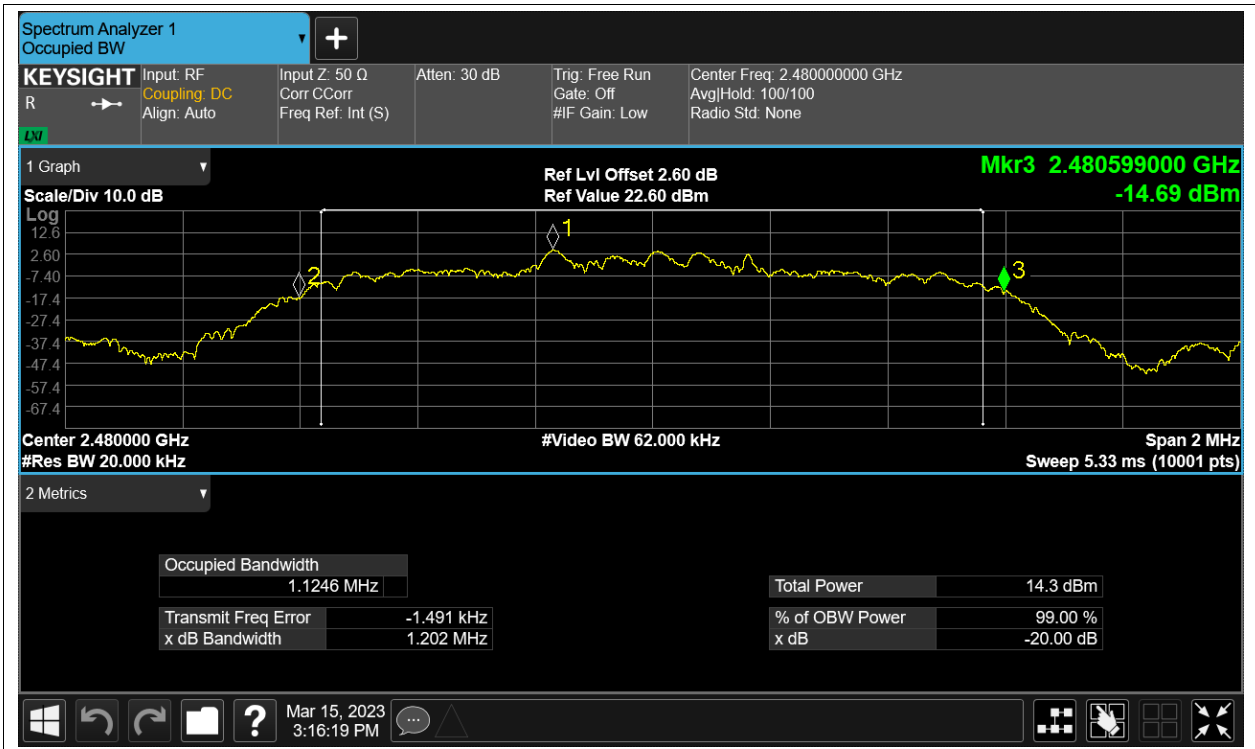 Spectrum Analyzer 1
Occupied BW
KEYSIGHT
R
LXI
Input: RF
Coupling: DC
Align: Auto
Input Z: 50 Ω
Corr CCorr
Freq Ref: Int (S)
Atten: 30 dB
Trig: Free Run
Gate: Off
#IF Gain: Low
Center Freq: 2.480000000 GHz
Avg|Hold: 100/100
Radio Std: None
1 Graph
Scale/Div 10.0 dB
Ref Lvl Offset 2.60 dB
Ref Value 22.60 dBm
Mkr3 2.480599000 GHz
-14.69 dBm
Log
12.6
2.60
-7.40
-17.4
-27.4
-37.4
-47.4
-57.4
-67.4
1
2
3
Center 2.480000 GHz
#Res BW 20.000 kHz
#Video BW 62.000 kHz
Span 2 MHz
Sweep 5.33 ms (10001 pts)
2 Metrics
Occupied Bandwidth
1.1246 MHz
Transmit Freq Error -1.491 kHz
x dB Bandwidth 1.202 MHz
Total Power 14.3 dBm
% of OBW Power 99.00 %
x dB -20.00 dB
?
Mar 15, 2023
3:16:19 PM